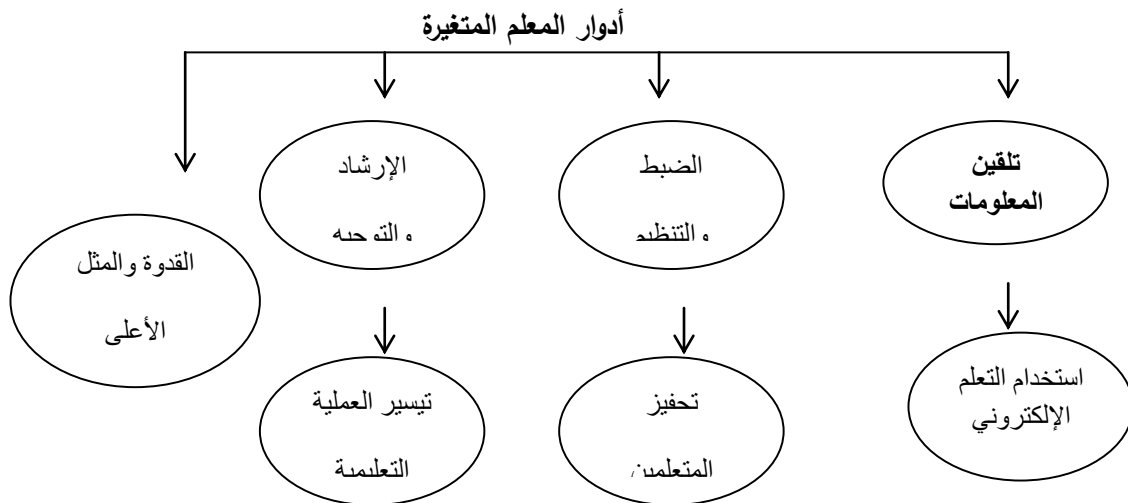 أدوار المعلم المتغيرة
تلقين
المعلومات
الضبط
والتنظيم
الإرشاد
والتوجيه
القدوة والمثل
الأعلى
استخدام التعلم
الإلكتروني
تحفيز
المتعلمين
تيسير العملية
التعليمية